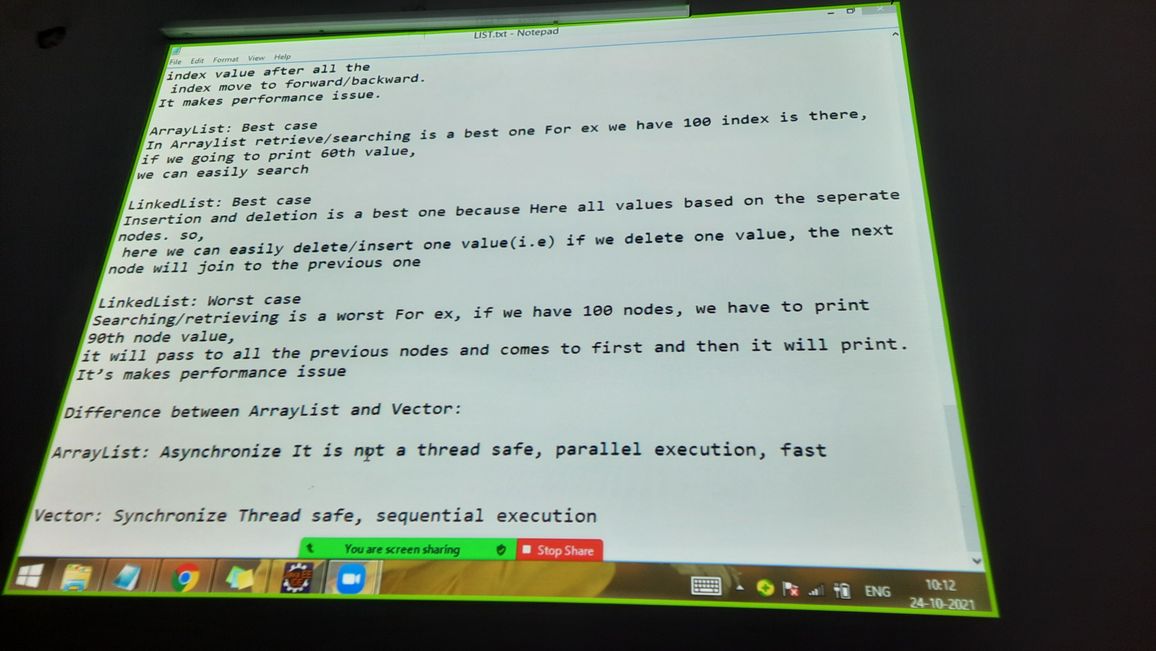 LIST.txt - Notepad
File Edit Format View Help
index value after all the
index move to forward/backward.
It makes performance issue.
ArrayList: Best case
In Arraylist retrieve/searching is a best one For ex we have 100 index is there,
if we going to print 60th value,
we can easily search
LinkedList: Best case
Insertion and deletion is a best one because Here all values based on the seperate
nodes. so,
here we can easily delete/insert one value(i.e) if we delete one value, the next
node will join to the previous one
LinkedList: Worst case
Searching/retrieving is a worst For ex, if we have 100 nodes, we have to print
90th node value,
it will pass to all the previous nodes and comes to first and then it will print.
It's makes performance issue
Difference between ArrayList and Vector:
ArrayList: Asynchronize It is not a thread safe, parallel execution, fast
Vector: Synchronize Thread safe, sequential execution
You are screen sharing Stop Share
ENG 10:12
24-10-2021